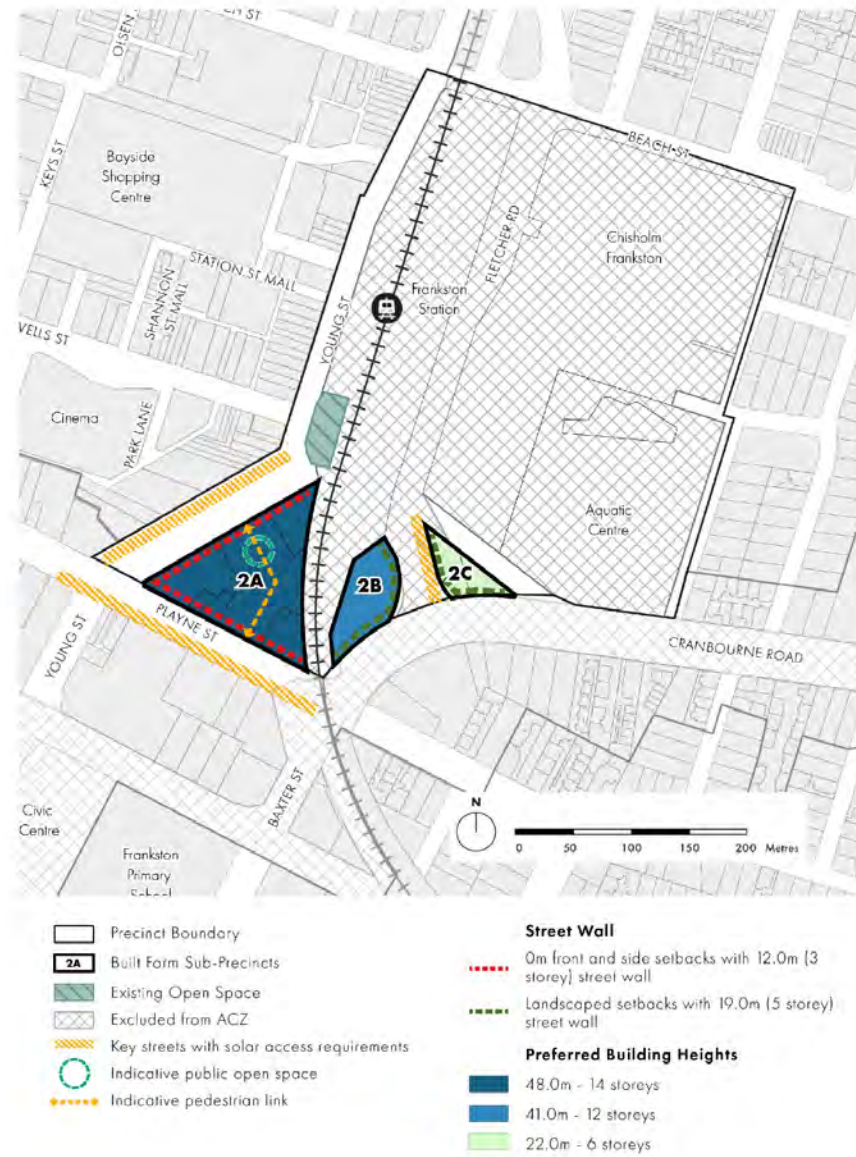 OLSEN
EN ST
KEYS ST
Bayside
Shopping
Centre
BEACH ST
Chisholm
Frankston
FLETCHER RD
STATION ST MALL
SHANNON
ST MALL
Frankston
Station
YOUNG ST
VELLS ST
Cinema
PARK LANE
Aquatic
Centre
2A
2B
2C
PLAYNE ST
YOUNG ST
CRANBOURNE ROAD
BAXTER ST
Civic
Centre
Frankston
Primary
School
N
0 50 100 150 200 Metres
Precinct Boundary
2A Built Form Sub-Precincts
Existing Open Space
Excluded from ACZ
Key streets with solar access requirements
Indicative public open space
Indicative pedestrian link
Street Wall
0m front and side setbacks with 12.0m (3
storey) street wall
Landscaped setbacks with 19.0m (5 storey)
street wall
Preferred Building Heights
48.0m - 14 storeys
41.0m - 12 storeys
22.0m - 6 storeys